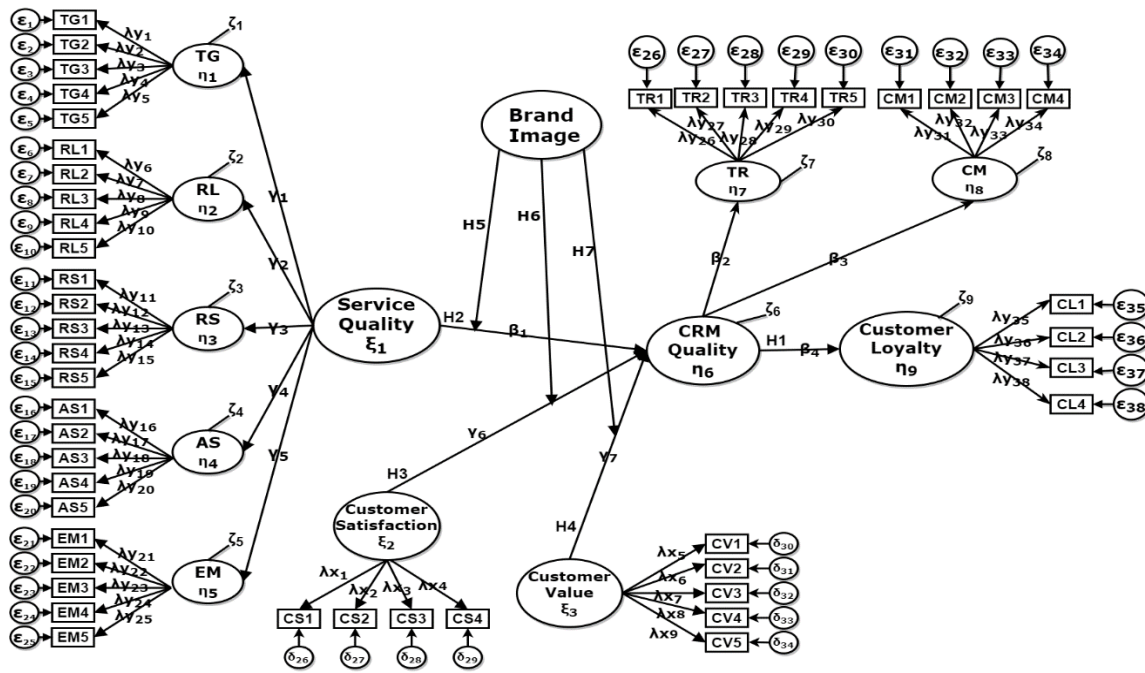 ε1 TG1 λy1
ε2 TG2 λy2
ε3 TG3 λy3
ε4 TG4 λy4
ε5 TG5 λy5
TG
η1
ζ1
ε6 RL1 λy6
ε7 RL2 λy7
ε8 RL3 λy8
ε9 RL4 λy9
ε10 RL5 λy10
RL
η2
ζ2
ε11 RS1 λy11
ε12 RS2 λy12
ε13 RS3 λy13
ε14 RS4 λy14
ε15 RS5 λy15
RS
η3
ζ3
ε16 AS1 λy16
ε17 AS2 λy17
ε18 AS3 λy18
ε19 AS4 λy19
ε20 AS5 λy20
AS
η4
ζ4
ε21 EM1 λy21
ε22 EM2 λy22
ε23 EM3 λy23
ε24 EM4 λy24
ε25 EM5 λy25
EM
η5
ζ5
γ1
γ2
γ3
γ4
γ5
Service
Quality
ξ1
Brand
Image
H5
H6
H7
H2
β1
CRM
Quality
η6
ζ6
ε26 ε27 ε28 ε29 ε30
TR1 TR2 TR3 TR4 TR5
λy26 λy27 λy28 λy29 λy30
TR
η7
ζ7
ε31 ε32 ε33 ε34
CM1 CM2 CM3 CM4
λy31 λy32 λy33 λy34
CM
η8
ζ8
β2
β3
H1
β4
Customer
Loyalty
η9
ζ9
λy35 CL1 ε35
λy36 CL2 ε36
λy37 CL3 ε37
λy38 CL4 ε38
γ6
γ7
H3
H4
Customer
Satisfaction
ξ2
λx1 λx2 λx3 λx4
CS1 CS2 CS3 CS4
δ26 δ27 δ28 δ29
Customer
Value
ξ3
λx5 CV1 δ30
λx6 CV2 δ31
λx7 CV3 δ32
λx8 CV4 δ33
λx9 CV5 δ34